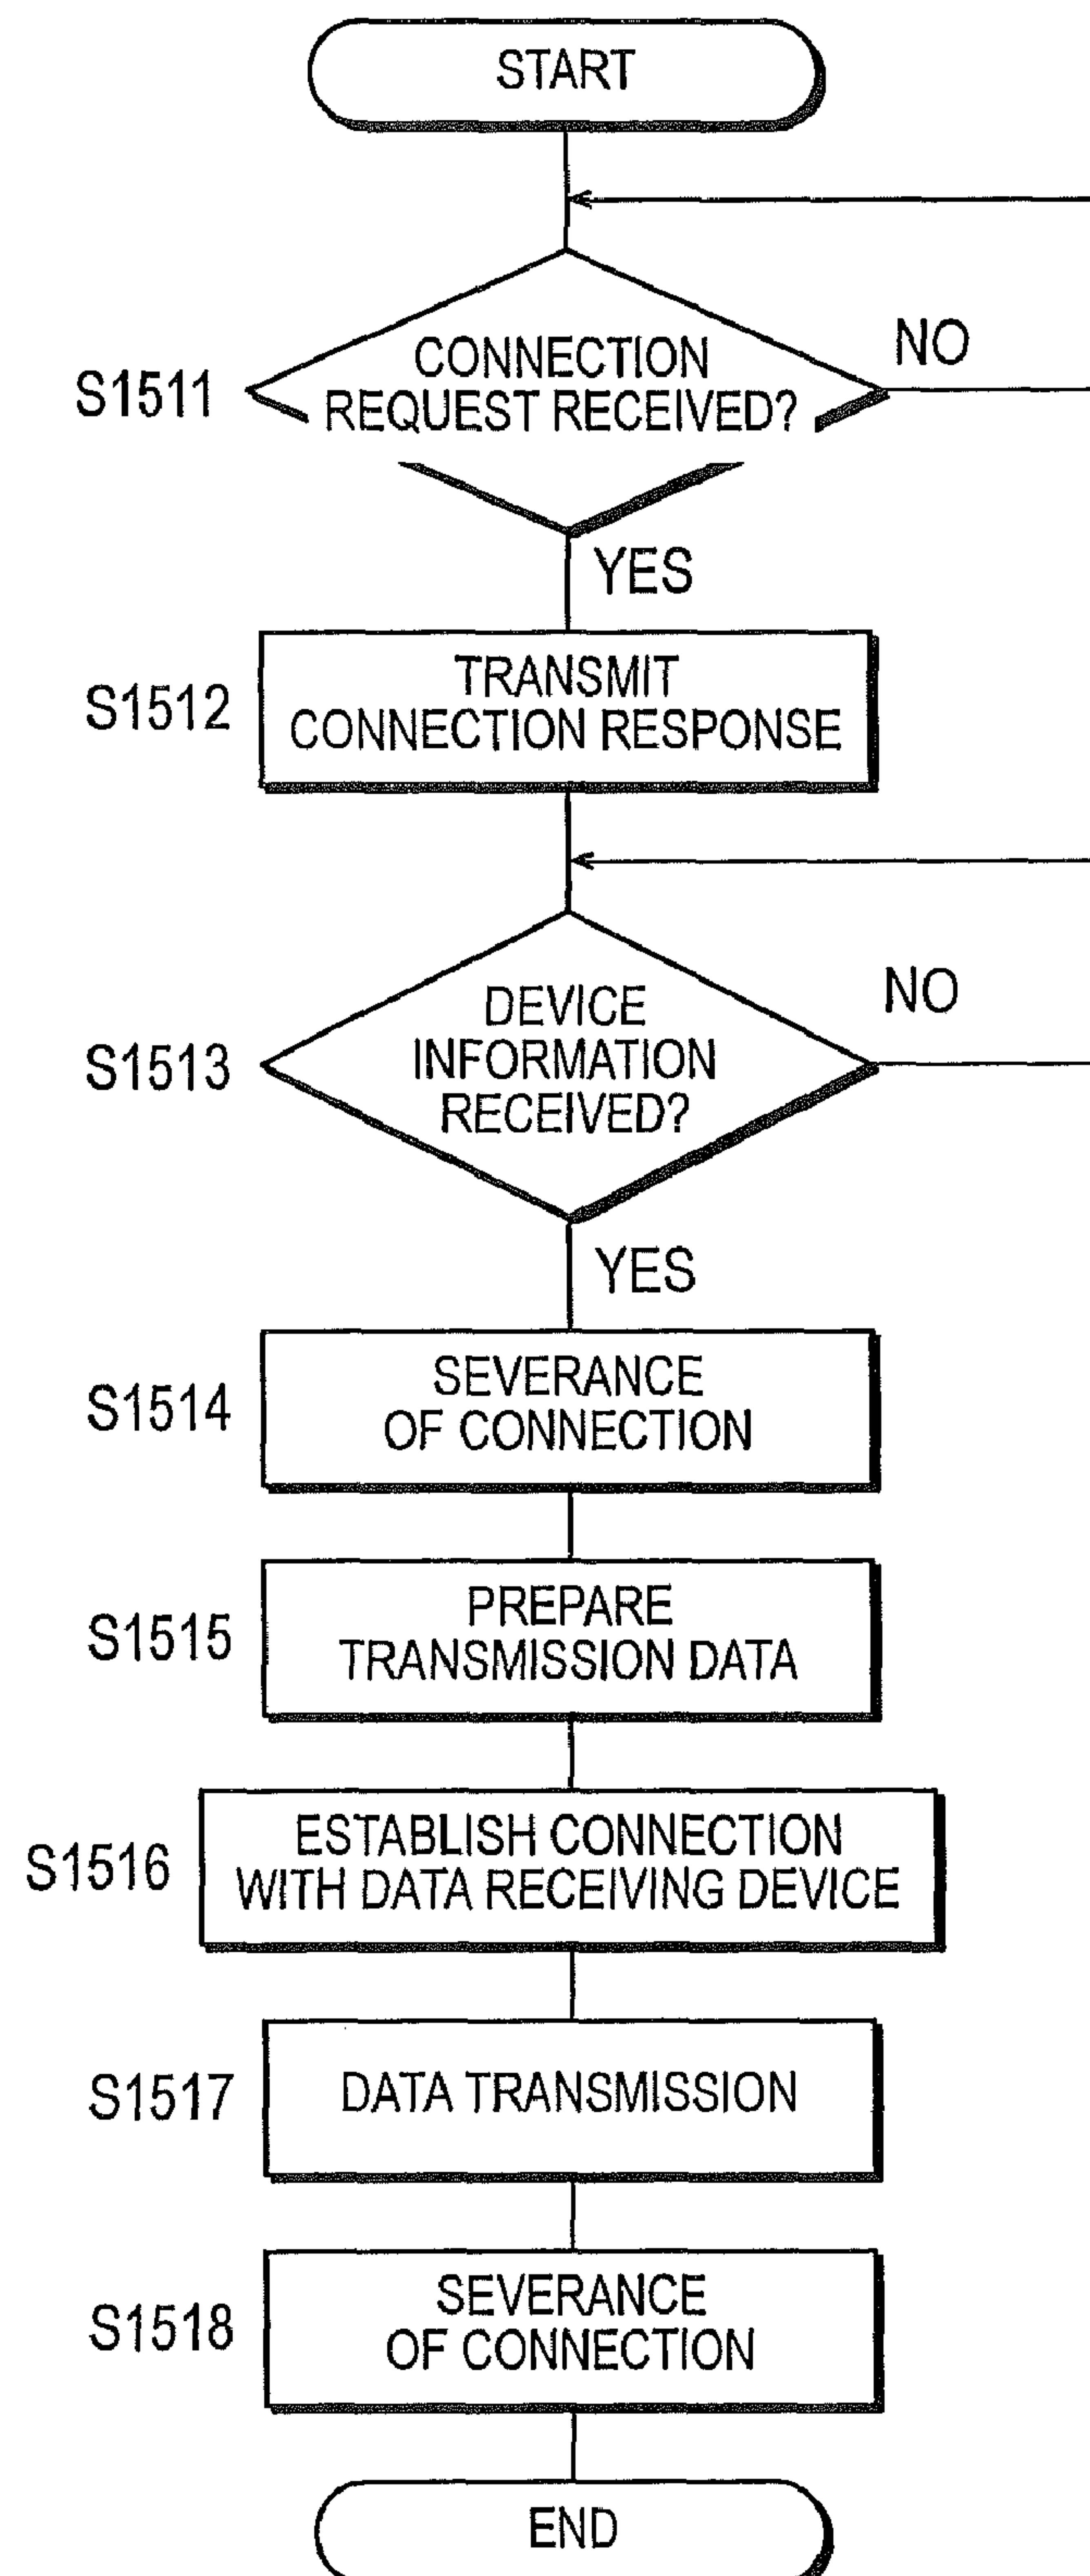 START
S1511
CONNECTION
REQUEST RECEIVED?
NO
YES
S1512
TRANSMIT
CONNECTION RESPONSE
S1513
DEVICE
INFORMATION
RECEIVED?
NO
YES
S1514
SEVERANCE
OF CONNECTION
S1515
PREPARE
TRANSMISSION DATA
S1516
ESTABLISH CONNECTION
WITH DATA RECEIVING DEVICE
S1517
DATA TRANSMISSION
S1518
SEVERANCE
OF CONNECTION
END